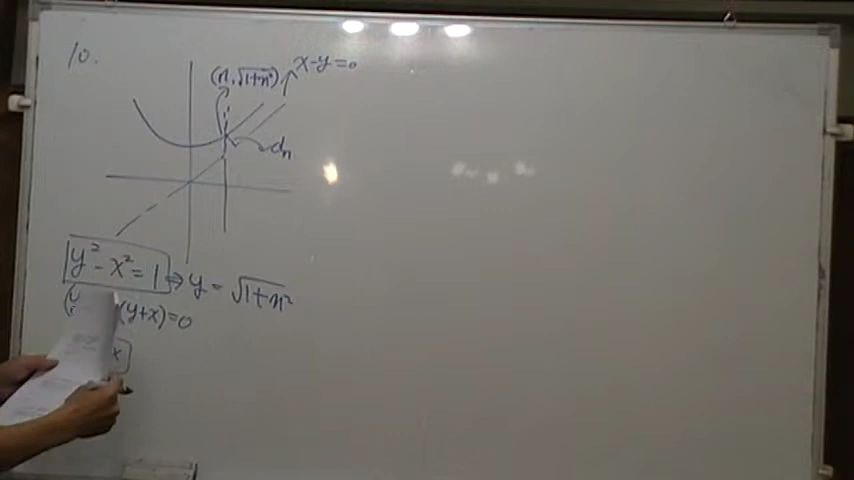 10.
(n, √(1+n²))
x-y=0
dn
y² - x² = 1 ⇒ y = √(1+n²)
(y+x)=0
x